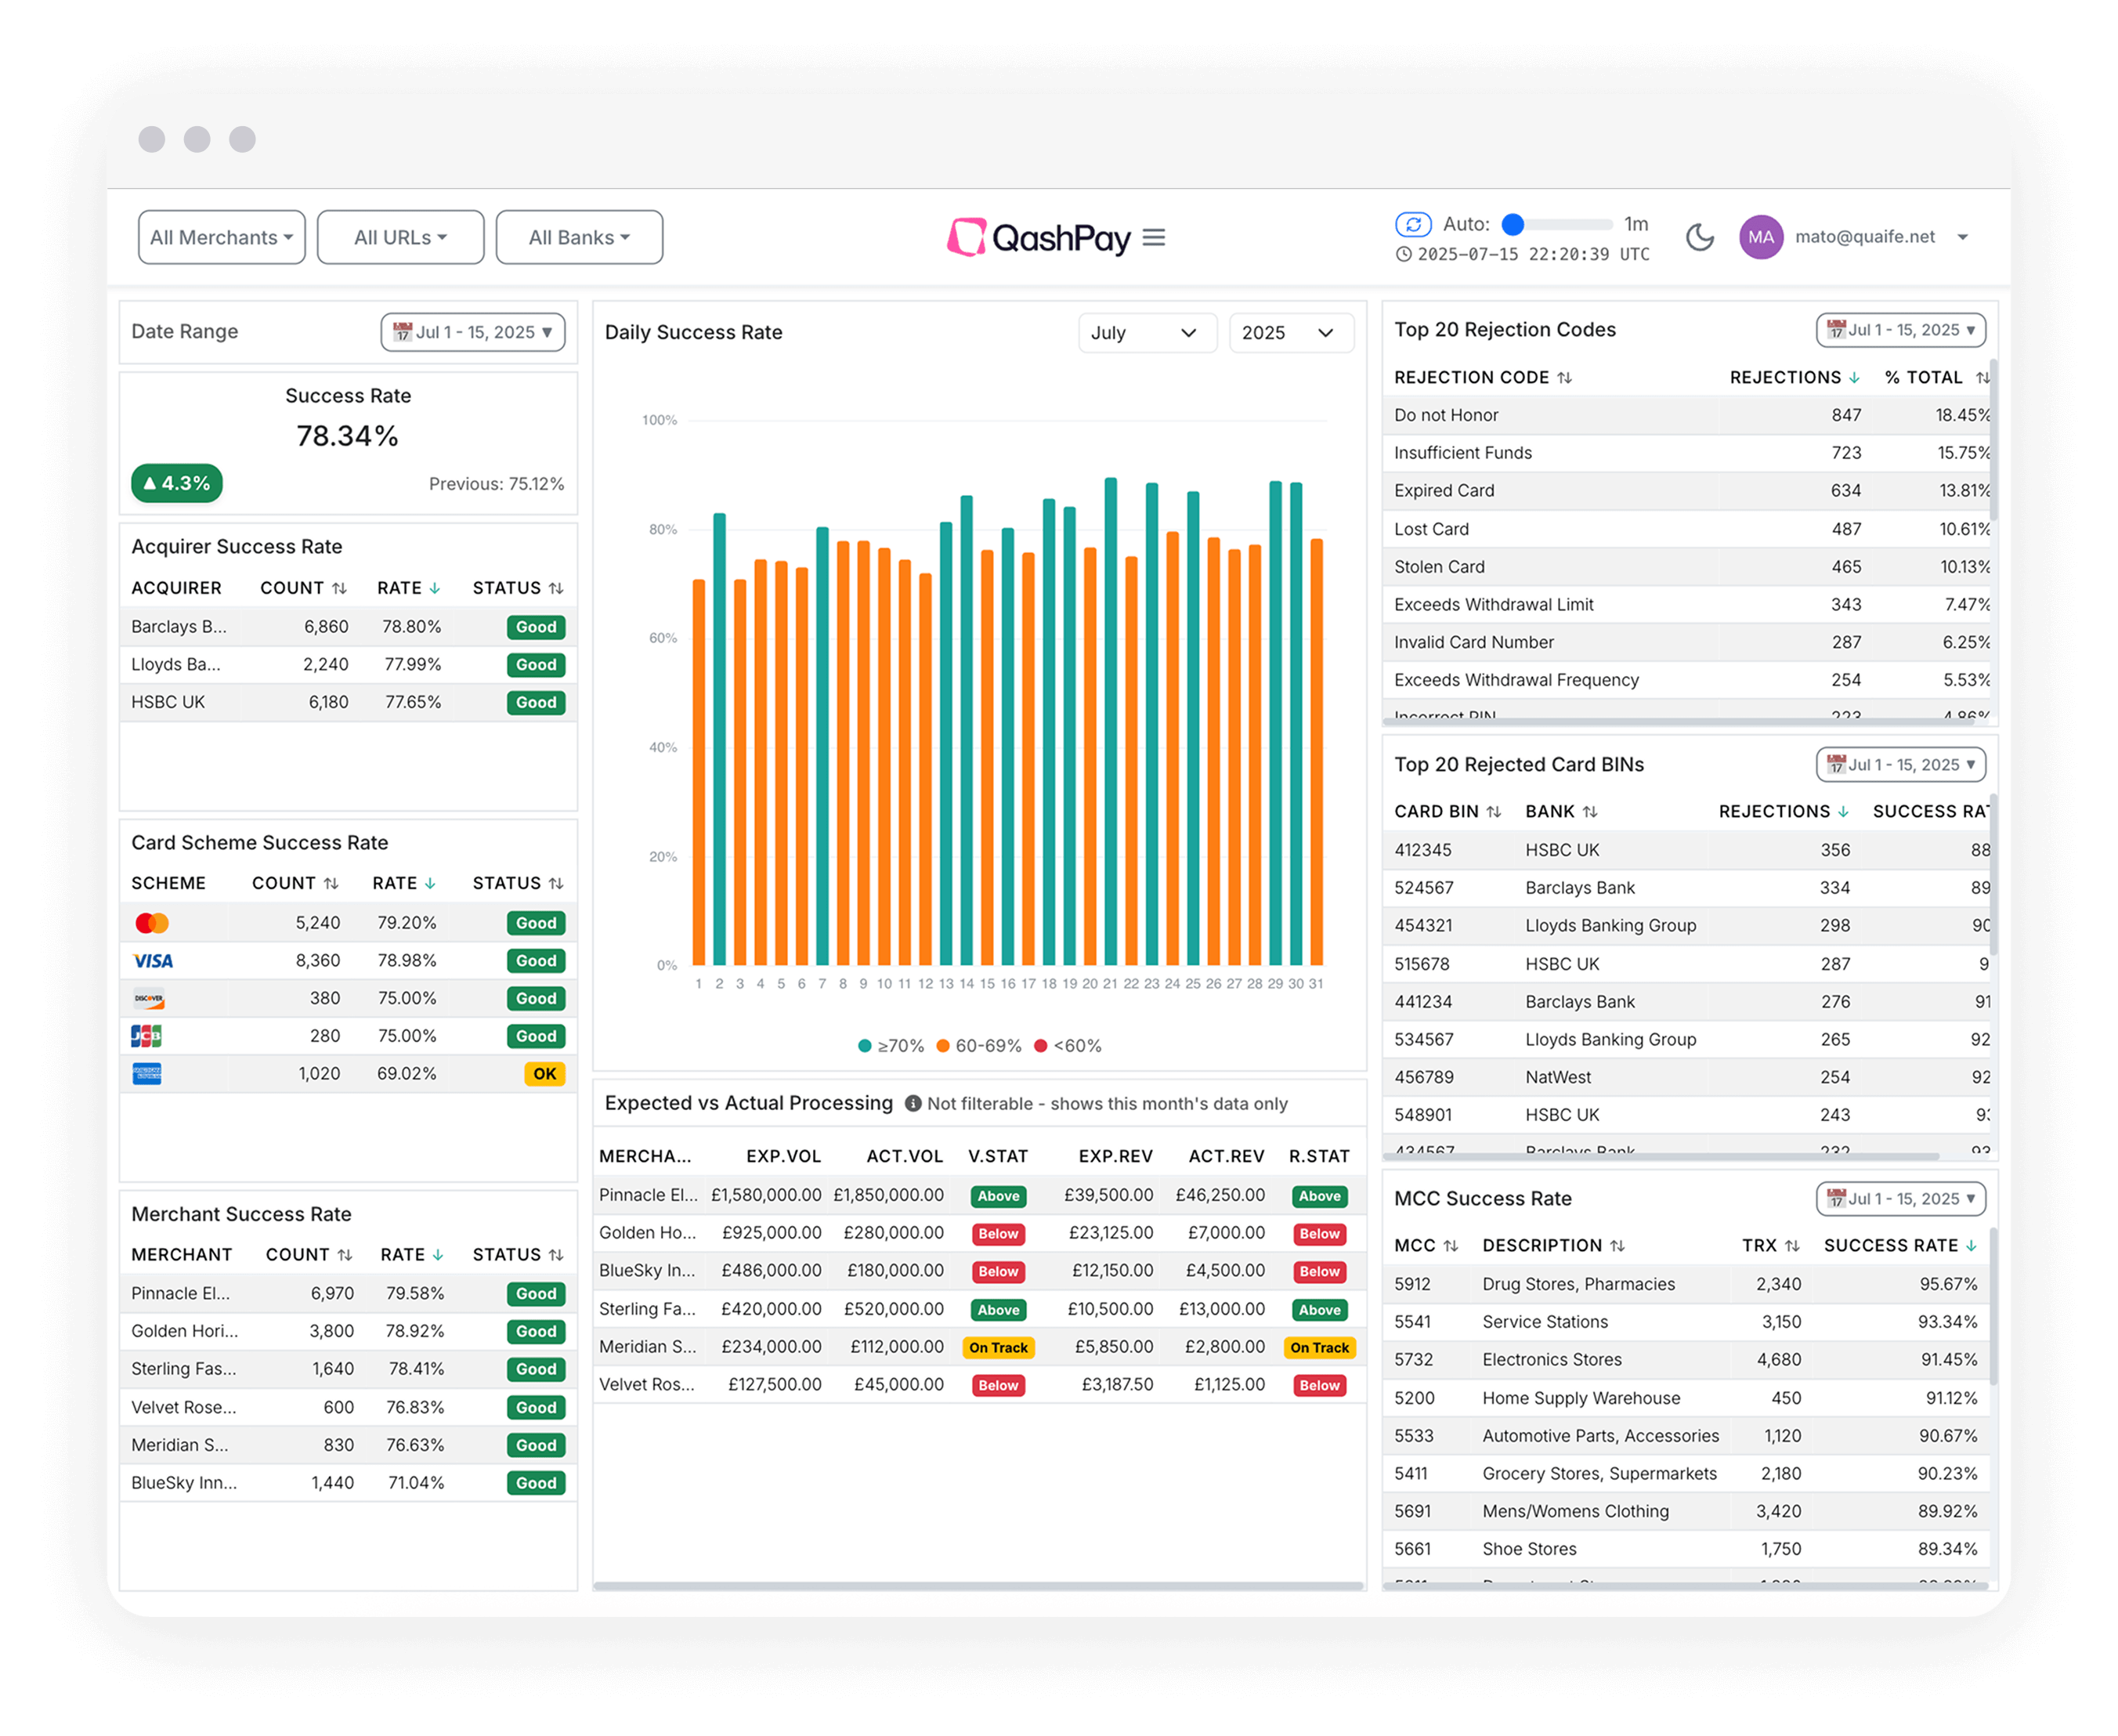 All Merchants
All URLs
All Banks
QashPay
Auto: 1m
2025-07-15 22:20:39 UTC
MA
mato@quaife.net
Date Range
17 Jul 1 - 15, 2025 ▼
Success Rate
78.34%
▲ 4.3%
Previous: 75.12%
Acquirer Success Rate
ACQUIRER COUNT RATE STATUS
Barclays B... 6,860 78.80% Good
Lloyds Ba... 2,240 77.99% Good
HSBC UK 6,180 77.65% Good
Card Scheme Success Rate
SCHEME COUNT RATE STATUS
5,240 79.20% Good
VISA 8,360 78.98% Good
DISCOVER 380 75.00% Good
JCB 280 75.00% Good
1,020 69.02% OK
Merchant Success Rate
MERCHANT COUNT RATE STATUS
Pinnacle El... 6,970 79.58% Good
Golden Hori... 3,800 78.92% Good
Sterling Fas... 1,640 78.41% Good
Velvet Rose... 600 76.83% Good
Meridian S... 830 76.63% Good
BlueSky Inn... 1,440 71.04% Good
Daily Success Rate
July
2025
100%
80%
60%
40%
20%
0%
1 2 3 4 5 6 7 8 9 10 11 12 13 14 15 16 17 18 19 20 21 22 23 24 25 26 27 28 29 30 31
≥70% 60-69% <60%
Expected vs Actual Processing Not filterable - shows this month's data only
MERCHA... EXP.VOL ACT.VOL V.STAT EXP.REV ACT.REV R.STAT
Pinnacle El... £1,580,000.00 £1,850,000.00 Above £39,500.00 £46,250.00 Above
Golden Ho... £925,000.00 £280,000.00 Below £23,125.00 £7,000.00 Below
BlueSky In... £486,000.00 £180,000.00 Below £12,150.00 £4,500.00 Below
Sterling Fa... £420,000.00 £520,000.00 Above £10,500.00 £13,000.00 Above
Meridian S... £234,000.00 £112,000.00 On Track £5,850.00 £2,800.00 On Track
Velvet Ros... £127,500.00 £45,000.00 Below £3,187.50 £1,125.00 Below
Top 20 Rejection Codes
17 Jul 1 - 15, 2025 ▼
REJECTION CODE REJECTIONS % TOTAL
Do not Honor 847 18.45%
Insufficient Funds 723 15.75%
Expired Card 634 13.81%
Lost Card 487 10.61%
Stolen Card 465 10.13%
Exceeds Withdrawal Limit 343 7.47%
Invalid Card Number 287 6.25%
Exceeds Withdrawal Frequency 254 5.53%
Incorrect PIN 223 4.86%
Top 20 Rejected Card BINs
17 Jul 1 - 15, 2025 ▼
CARD BIN BANK REJECTIONS SUCCESS RAT
412345 HSBC UK 356 88
524567 Barclays Bank 334 89
454321 Lloyds Banking Group 298 90
515678 HSBC UK 287 9
441234 Barclays Bank 276 91
534567 Lloyds Banking Group 265 92
456789 NatWest 254 92
548901 HSBC UK 243 93
434567 Barclays Bank 232 93
MCC Success Rate
17 Jul 1 - 15, 2025 ▼
MCC DESCRIPTION TRX SUCCESS RATE
5912 Drug Stores, Pharmacies 2,340 95.67%
5541 Service Stations 3,150 93.34%
5732 Electronics Stores 4,680 91.45%
5200 Home Supply Warehouse 450 91.12%
5533 Automotive Parts, Accessories 1,120 90.67%
5411 Grocery Stores, Supermarkets 2,180 90.23%
5691 Mens/Womens Clothing 3,420 89.92%
5661 Shoe Stores 1,750 89.34%